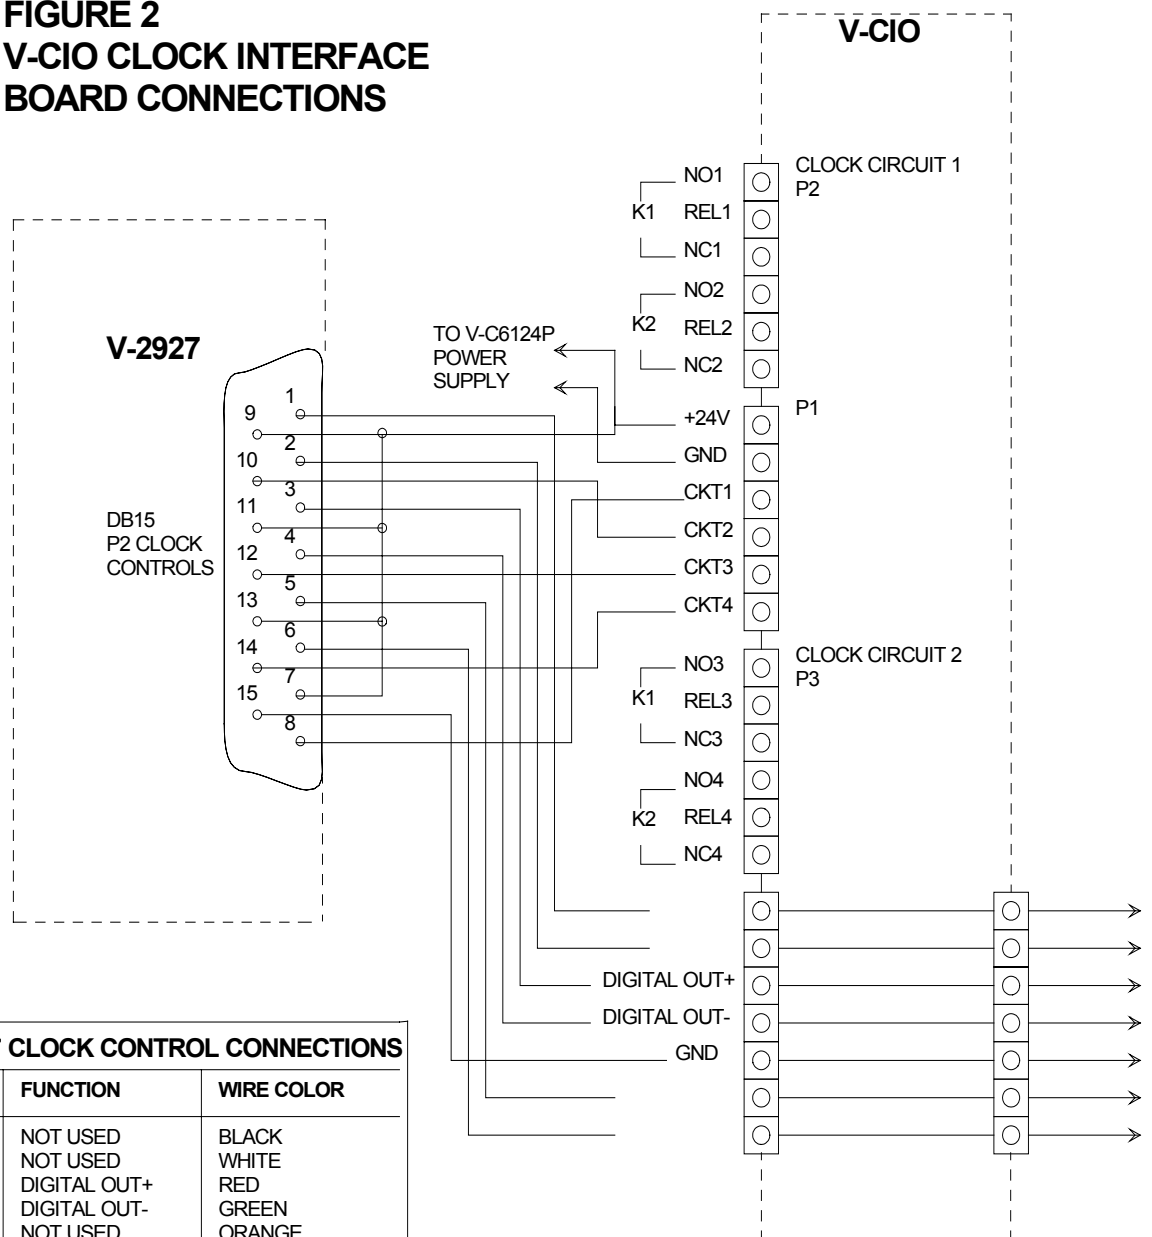 FIGURE 2
V-CIO CLOCK INTERFACE
BOARD CONNECTIONS
V-CIO
CLOCK CIRCUIT 1
P2
NO1
K1
REL1
NC1
NO2
K2
REL2
NC2
V-2927
TO V-C6124P
POWER
SUPPLY
P1
+24V
GND
CKT1
CKT2
CKT3
CKT4
DB15
P2 CLOCK
CONTROLS
1
9
2
10
3
11
4
12
5
13
6
14
7
15
8
CLOCK CIRCUIT 2
P3
NO3
K1
REL3
NC3
NO4
K2
REL4
NC4
DIGITAL OUT+
DIGITAL OUT-
GND
CLOCK CONTROL CONNECTIONS
FUNCTION WIRE COLOR
NOT USED BLACK
NOT USED WHITE
DIGITAL OUT+ RED
DIGITAL OUT- GREEN
NOT USED ORANGE